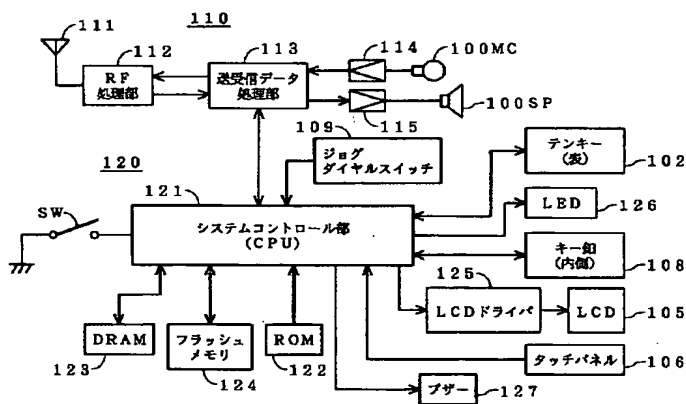 110
111
112
RF
処理部
113
送受信データ
処理部
114
100MC
100SP
115
109
ジョグ
ダイヤルスイッチ
テンキー
(表)
102
120
121
SW
システムコントロール部
(CPU)
LED
126
キー釦
(内側)
108
125
LCDドライバ
LCD
105
DRAM
123
フラッシュ
メモリ
124
ROM
122
タッチパネル
106
ブザー
127